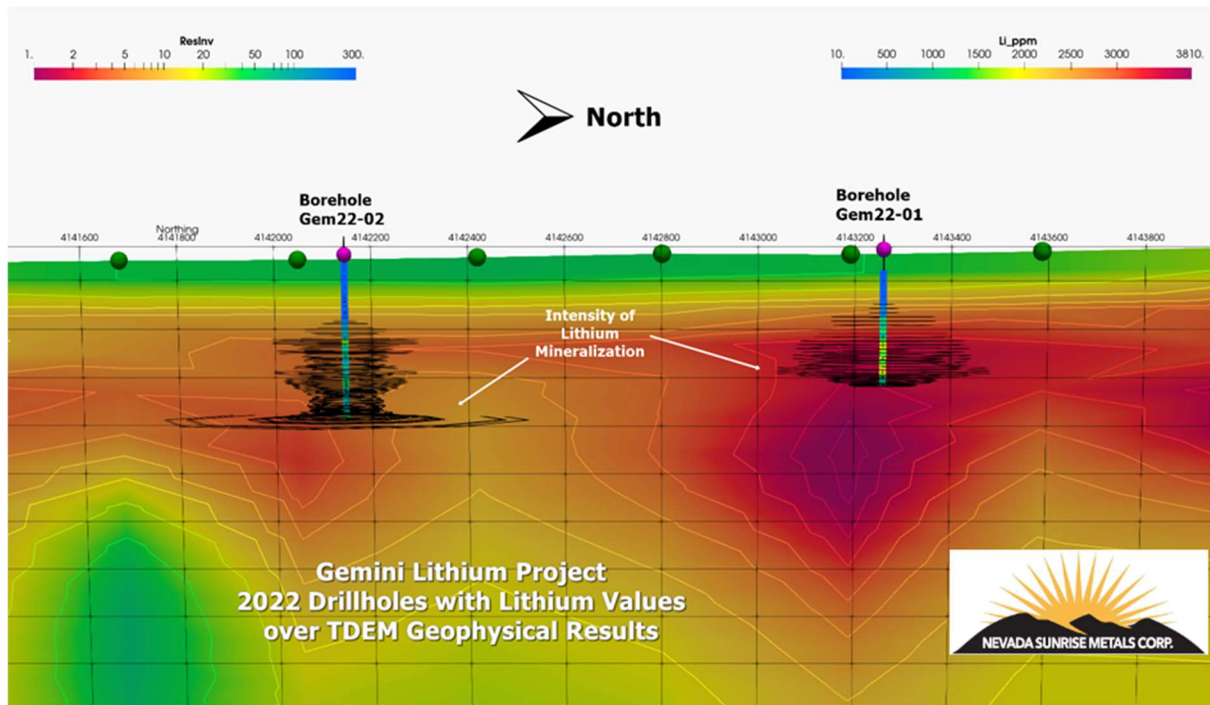 ResInv
1. 2 5 10 20 50 100 300.
Li_ppm
10. 500 1000 1500 2000 2500 3000 3810.
North
Borehole
Gem22-02
Borehole
Gem22-01
Northing
4141600 4141800 4142000 4142200 4142400 4142600 4142800 4143000 4143200 4143400 4143600 4143800
Intensity of
Lithium
Mineralization
Gemini Lithium Project
2022 Drillholes with Lithium Values
over TDEM Geophysical Results
NEVADA SUNRISE METALS CORP.